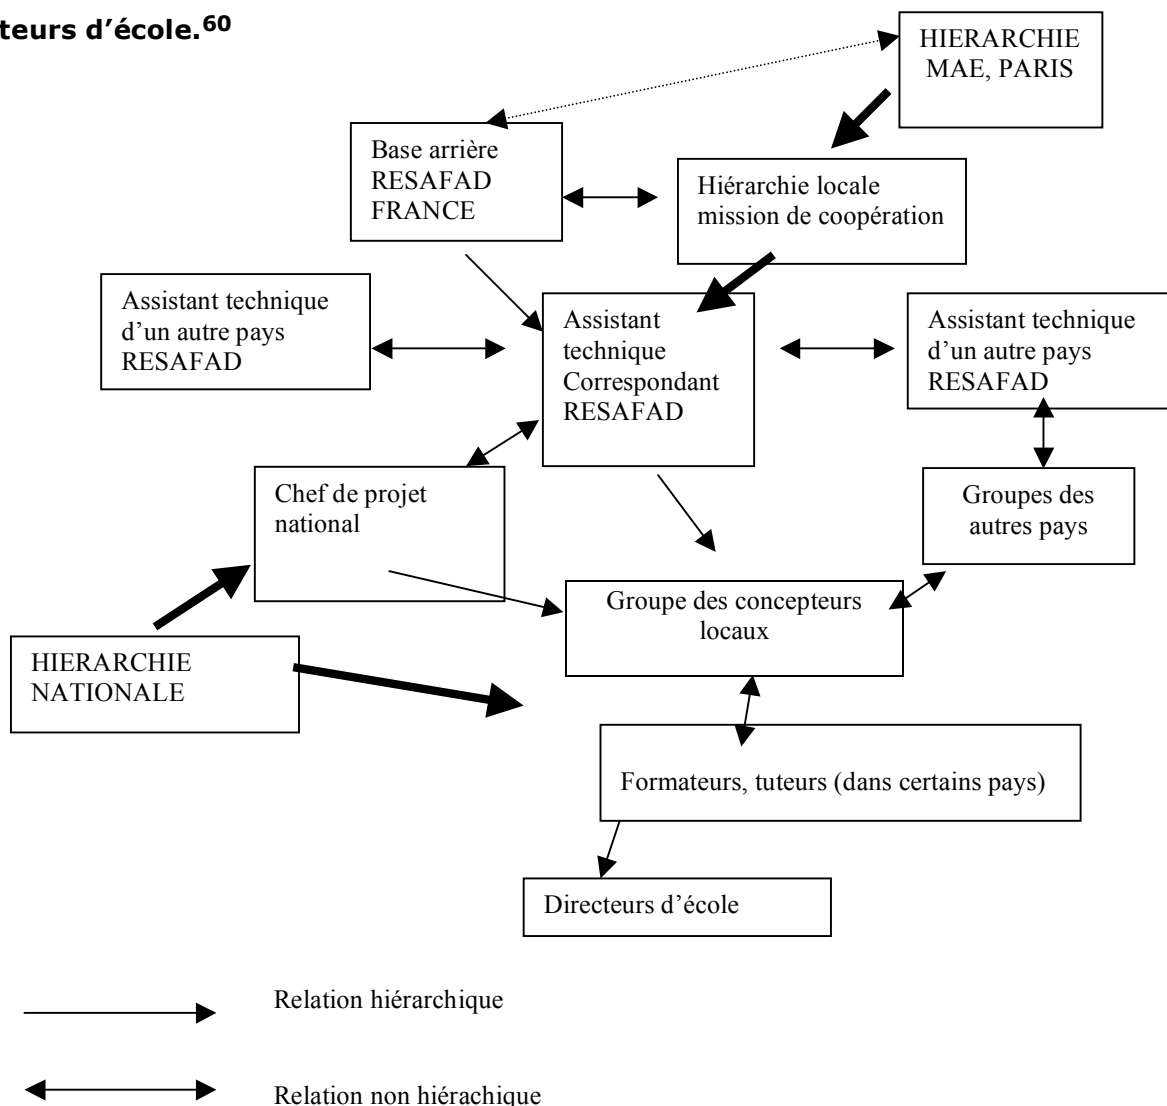 teurs d’école.60
HIERARCHIE
MAE, PARIS
Base arrière
RESAFAD
FRANCE
Hiérarchie locale
mission de coopération
Assistant technique
d’un autre pays
RESAFAD
Assistant
technique
Correspondant
RESAFAD
Assistant technique
d’un autre pays
RESAFAD
Chef de projet
national
Groupes des
autres pays
Groupe des concepteurs
locaux
HIERARCHIE
NATIONALE
Formateurs, tuteurs (dans certains pays)
Directeurs d’école
Relation hiérarchique
Relation non hiérachique